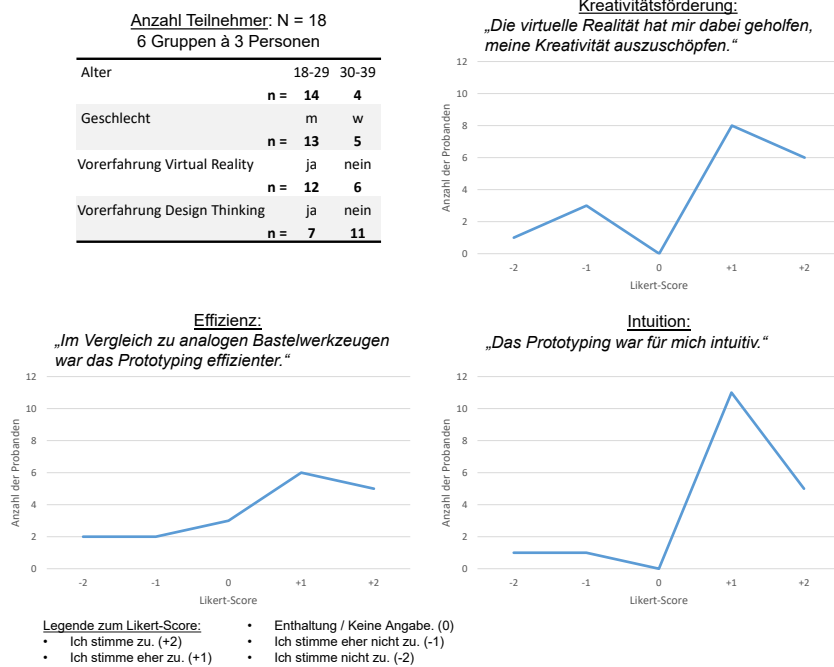 Anzahl Teilnehmer: N = 18
6 Gruppen à 3 Personen
Alter 18-29 30-39
n = 14 4
Geschlecht m w
n = 13 5
Vorerfahrung Virtual Reality ja nein
n = 12 6
Vorerfahrung Design Thinking ja nein
n = 7 11
Kreativitätsförderung:
„Die virtuelle Realität hat mir dabei geholfen,
meine Kreativität auszuschöpfen.“
12
10
8
6
4
2
0
Anzahl der Probanden
-2 -1 0 +1 +2
Likert-Score
Effizienz:
„Im Vergleich zu analogen Bastelwerkzeugen
war das Prototyping effizienter.“
12
10
8
6
4
2
0
Anzahl der Probanden
-2 -1 0 +1 +2
Likert-Score
Intuition:
„Das Prototyping war für mich intuitiv.“
12
10
8
6
4
2
0
Anzahl der Probanden
-2 -1 0 +1 +2
Likert-Score
Legende zum Likert-Score:
• Ich stimme zu. (+2)
• Ich stimme eher zu. (+1)
• Enthaltung / Keine Angabe. (0)
• Ich stimme eher nicht zu. (-1)
• Ich stimme nicht zu. (-2)